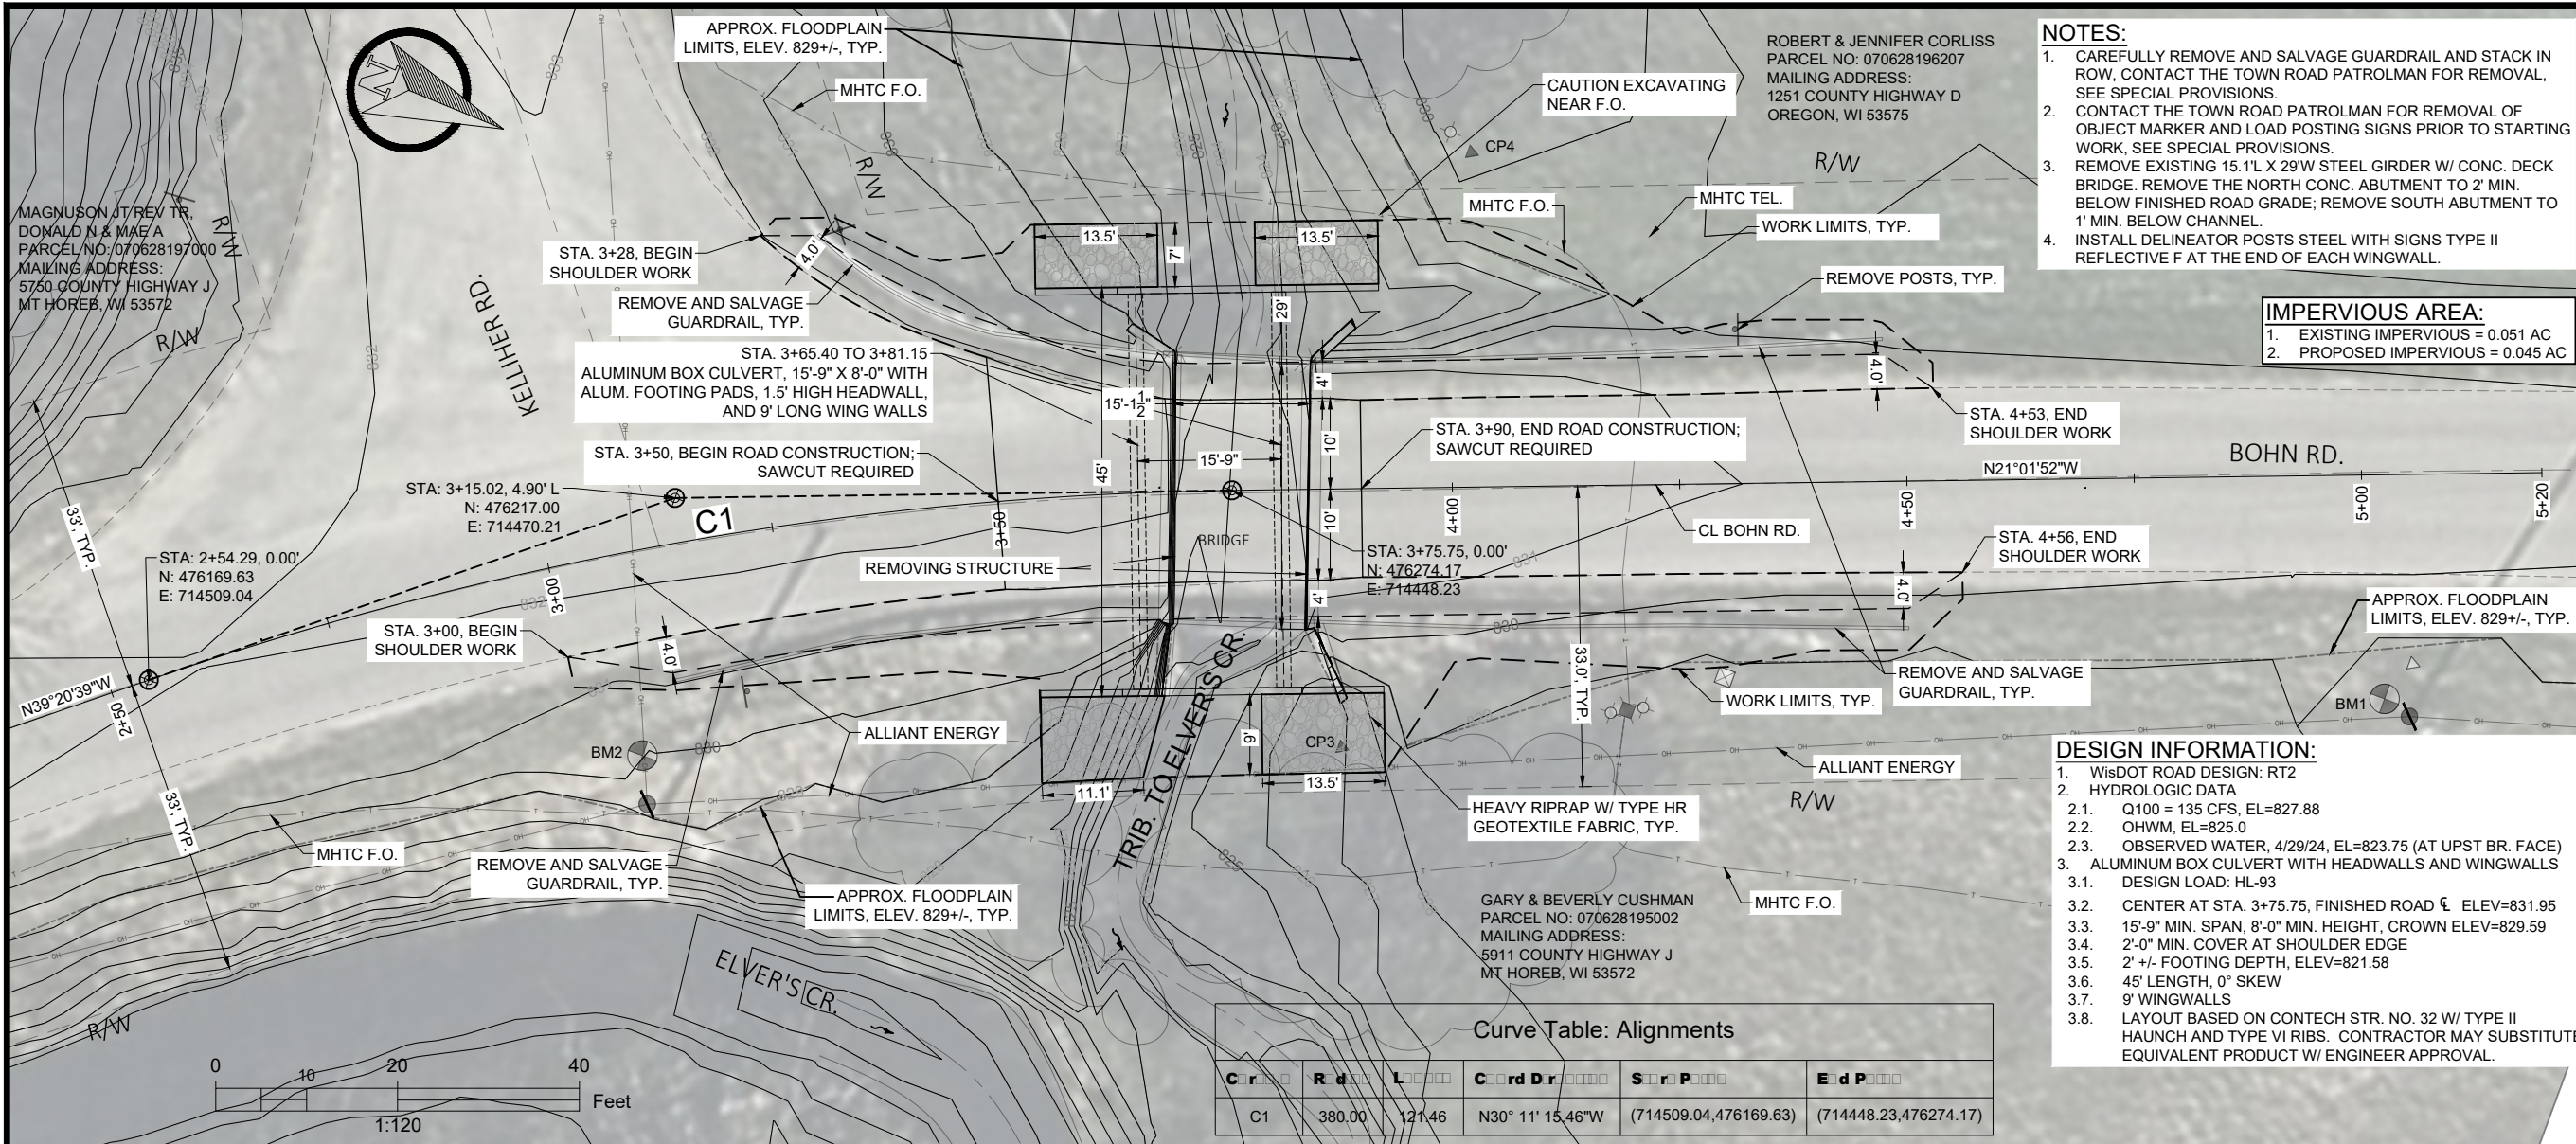 APPROX. FLOODPLAIN
LIMITS, ELEV. 829+/-, TYP.
MHTC F.O.
N
ROBERT & JENNIFER CORLISS
PARCEL NO: 070628196207
MAILING ADDRESS:
1251 COUNTY HIGHWAY D
OREGON, WI 53575
CAUTION EXCAVATING
NEAR F.O.
CP4
R/W
R/W
MHTC TEL.
MHTC F.O.
WORK LIMITS, TYP.
REMOVE POSTS, TYP.
NOTES:
1. CAREFULLY REMOVE AND SALVAGE GUARDRAIL AND STACK IN
ROW, CONTACT THE TOWN ROAD PATROLMAN FOR REMOVAL,
SEE SPECIAL PROVISIONS.
2. CONTACT THE TOWN ROAD PATROLMAN FOR REMOVAL OF
OBJECT MARKER AND LOAD POSTING SIGNS PRIOR TO STARTING
WORK, SEE SPECIAL PROVISIONS.
3. REMOVE EXISTING 15.1'L X 29'W STEEL GIRDER W/ CONC. DECK
BRIDGE. REMOVE THE NORTH CONC. ABUTMENT TO 2' MIN.
BELOW FINISHED ROAD GRADE; REMOVE SOUTH ABUTMENT TO
1' MIN. BELOW CHANNEL.
4. INSTALL DELINEATOR POSTS STEEL WITH SIGNS TYPE II
REFLECTIVE F AT THE END OF EACH WINGWALL.
IMPERVIOUS AREA:
1. EXISTING IMPERVIOUS = 0.051 AC
2. PROPOSED IMPERVIOUS = 0.045 AC
MAGNUSON JT REV TR,
DONALD N & MAE A
PARCEL NO: 070628197000
MAILING ADDRESS:
5750 COUNTY HIGHWAY J
MT HOREB, WI 53572
R/W
R/W
KELLIHER RD.
STA. 3+28, BEGIN
SHOULDER WORK
4.0'
REMOVE AND SALVAGE
GUARDRAIL, TYP.
STA. 3+65.40 TO 3+81.15
ALUMINUM BOX CULVERT, 15'-9" X 8'-0" WITH
ALUM. FOOTING PADS, 1.5' HIGH HEADWALL,
AND 9' LONG WING WALLS
STA. 3+50, BEGIN ROAD CONSTRUCTION;
SAWCUT REQUIRED
13.5'
7'
13.5'
29'
4'
15'-1 1/2"
15'-9"
45'
10'
10'
4'
STA. 3+90, END ROAD CONSTRUCTION;
SAWCUT REQUIRED
4.0'
STA. 4+53, END
SHOULDER WORK
BOHN RD.
N21°01'52"W
4+00
4+50
5+00
5+20
CL BOHN RD.
STA: 3+15.02, 4.90' L
N: 476217.00
E: 714470.21
C1
3+50
3+00
STA: 2+54.29, 0.00'
N: 476169.63
E: 714509.04
33', TYP.
N39°20'39"W
2+50
33', TYP.
BRIDGE
REMOVING STRUCTURE
STA: 3+75.75, 0.00'
N: 476274.17
E: 714448.23
831
830
832
830
STA. 4+56, END
SHOULDER WORK
4.0'
APPROX. FLOODPLAIN
LIMITS, ELEV. 829+/-, TYP.
STA. 3+00, BEGIN
SHOULDER WORK
4.0'
33.0', TYP.
REMOVE AND SALVAGE
GUARDRAIL, TYP.
WORK LIMITS, TYP.
BM1
BM2
ALLIANT ENERGY
11.1'
9'
CP3
13.5'
TRIB. TO ELVER'S CR.
ALLIANT ENERGY
R/W
HEAVY RIPRAP W/ TYPE HR
GEOTEXTILE FABRIC, TYP.
MHTC F.O.
REMOVE AND SALVAGE
GUARDRAIL, TYP.
APPROX. FLOODPLAIN
LIMITS, ELEV. 829+/-, TYP.
825
GARY & BEVERLY CUSHMAN
PARCEL NO: 070628195002
MAILING ADDRESS:
5911 COUNTY HIGHWAY J
MT HOREB, WI 53572
MHTC F.O.
ELVER'S CR.
R/W
0 10 20 40
Feet
1:120
DESIGN INFORMATION:
1. WisDOT ROAD DESIGN: RT2
2. HYDROLOGIC DATA
2.1. Q100 = 135 CFS, EL=827.88
2.2. OHWM, EL=825.0
2.3. OBSERVED WATER, 4/29/24, EL=823.75 (AT UPST BR. FACE)
3. ALUMINUM BOX CULVERT WITH HEADWALLS AND WINGWALLS
3.1. DESIGN LOAD: HL-93
3.2. CENTER AT STA. 3+75.75, FINISHED ROAD ℄ ELEV=831.95
3.3. 15'-9" MIN. SPAN, 8'-0" MIN. HEIGHT, CROWN ELEV=829.59
3.4. 2'-0" MIN. COVER AT SHOULDER EDGE
3.5. 2' +/- FOOTING DEPTH, ELEV=821.58
3.6. 45' LENGTH, 0° SKEW
3.7. 9' WINGWALLS
3.8. LAYOUT BASED ON CONTECH STR. NO. 32 W/ TYPE II
HAUNCH AND TYPE VI RIBS. CONTRACTOR MAY SUBSTITUTE
EQUIVALENT PRODUCT W/ ENGINEER APPROVAL.
Curve Table: Alignments
C1 380.00 121.46 N30° 11' 15.46"W (714509.04,476169.63) (714448.23,476274.17)